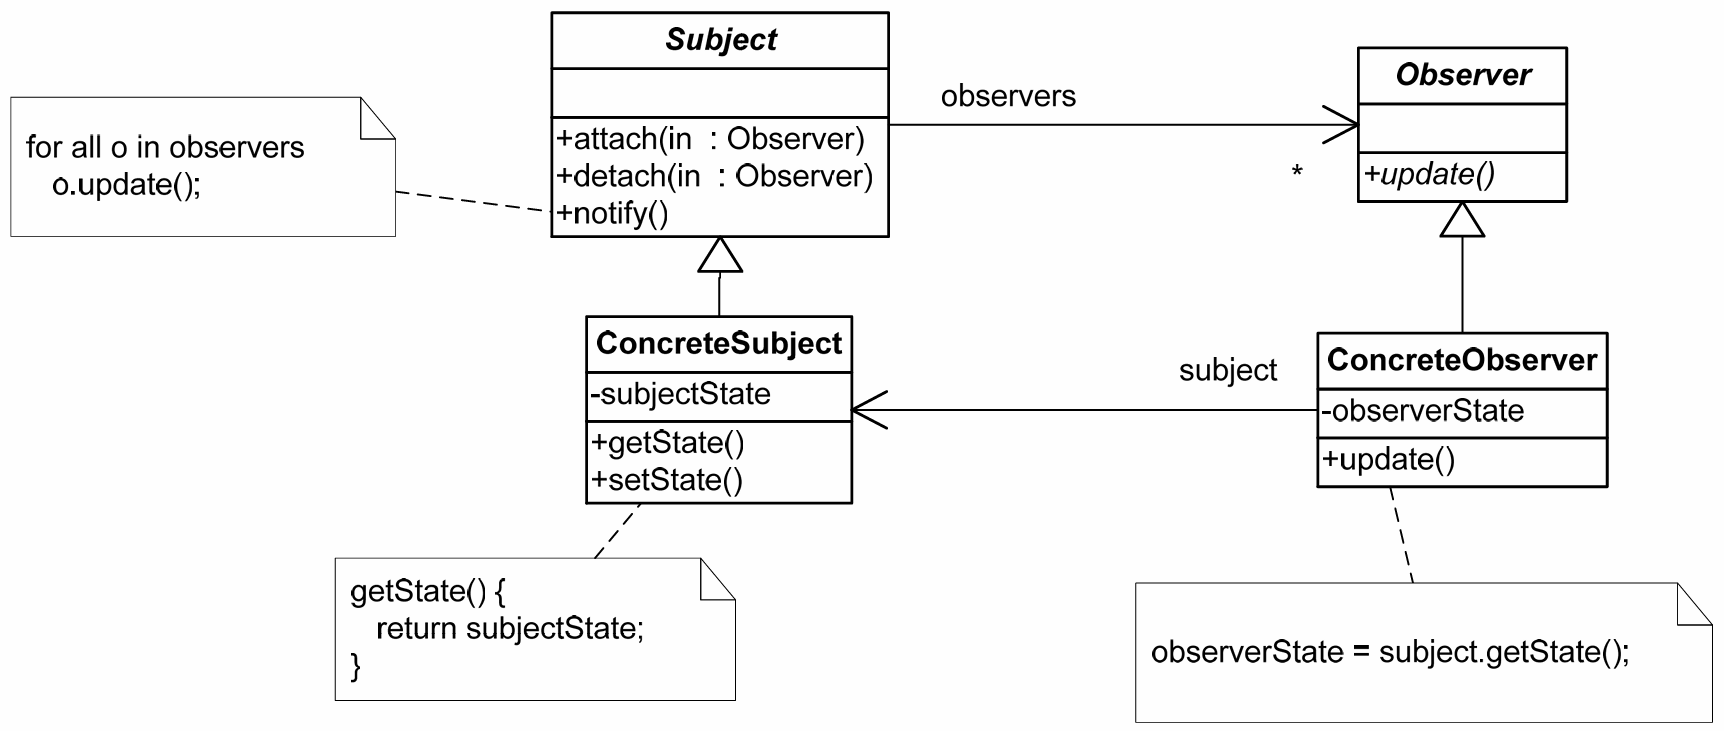 Subject
+attach(in  : Observer)
+detach(in  : Observer)
+notify()
observers
*
Observer
+update()
for all o in observers
o.update();
ConcreteSubject
-subjectState
+getState()
+setState()
subject
ConcreteObserver
-observerState
+update()
getState() {
return subjectState;
}
observerState = subject.getState();